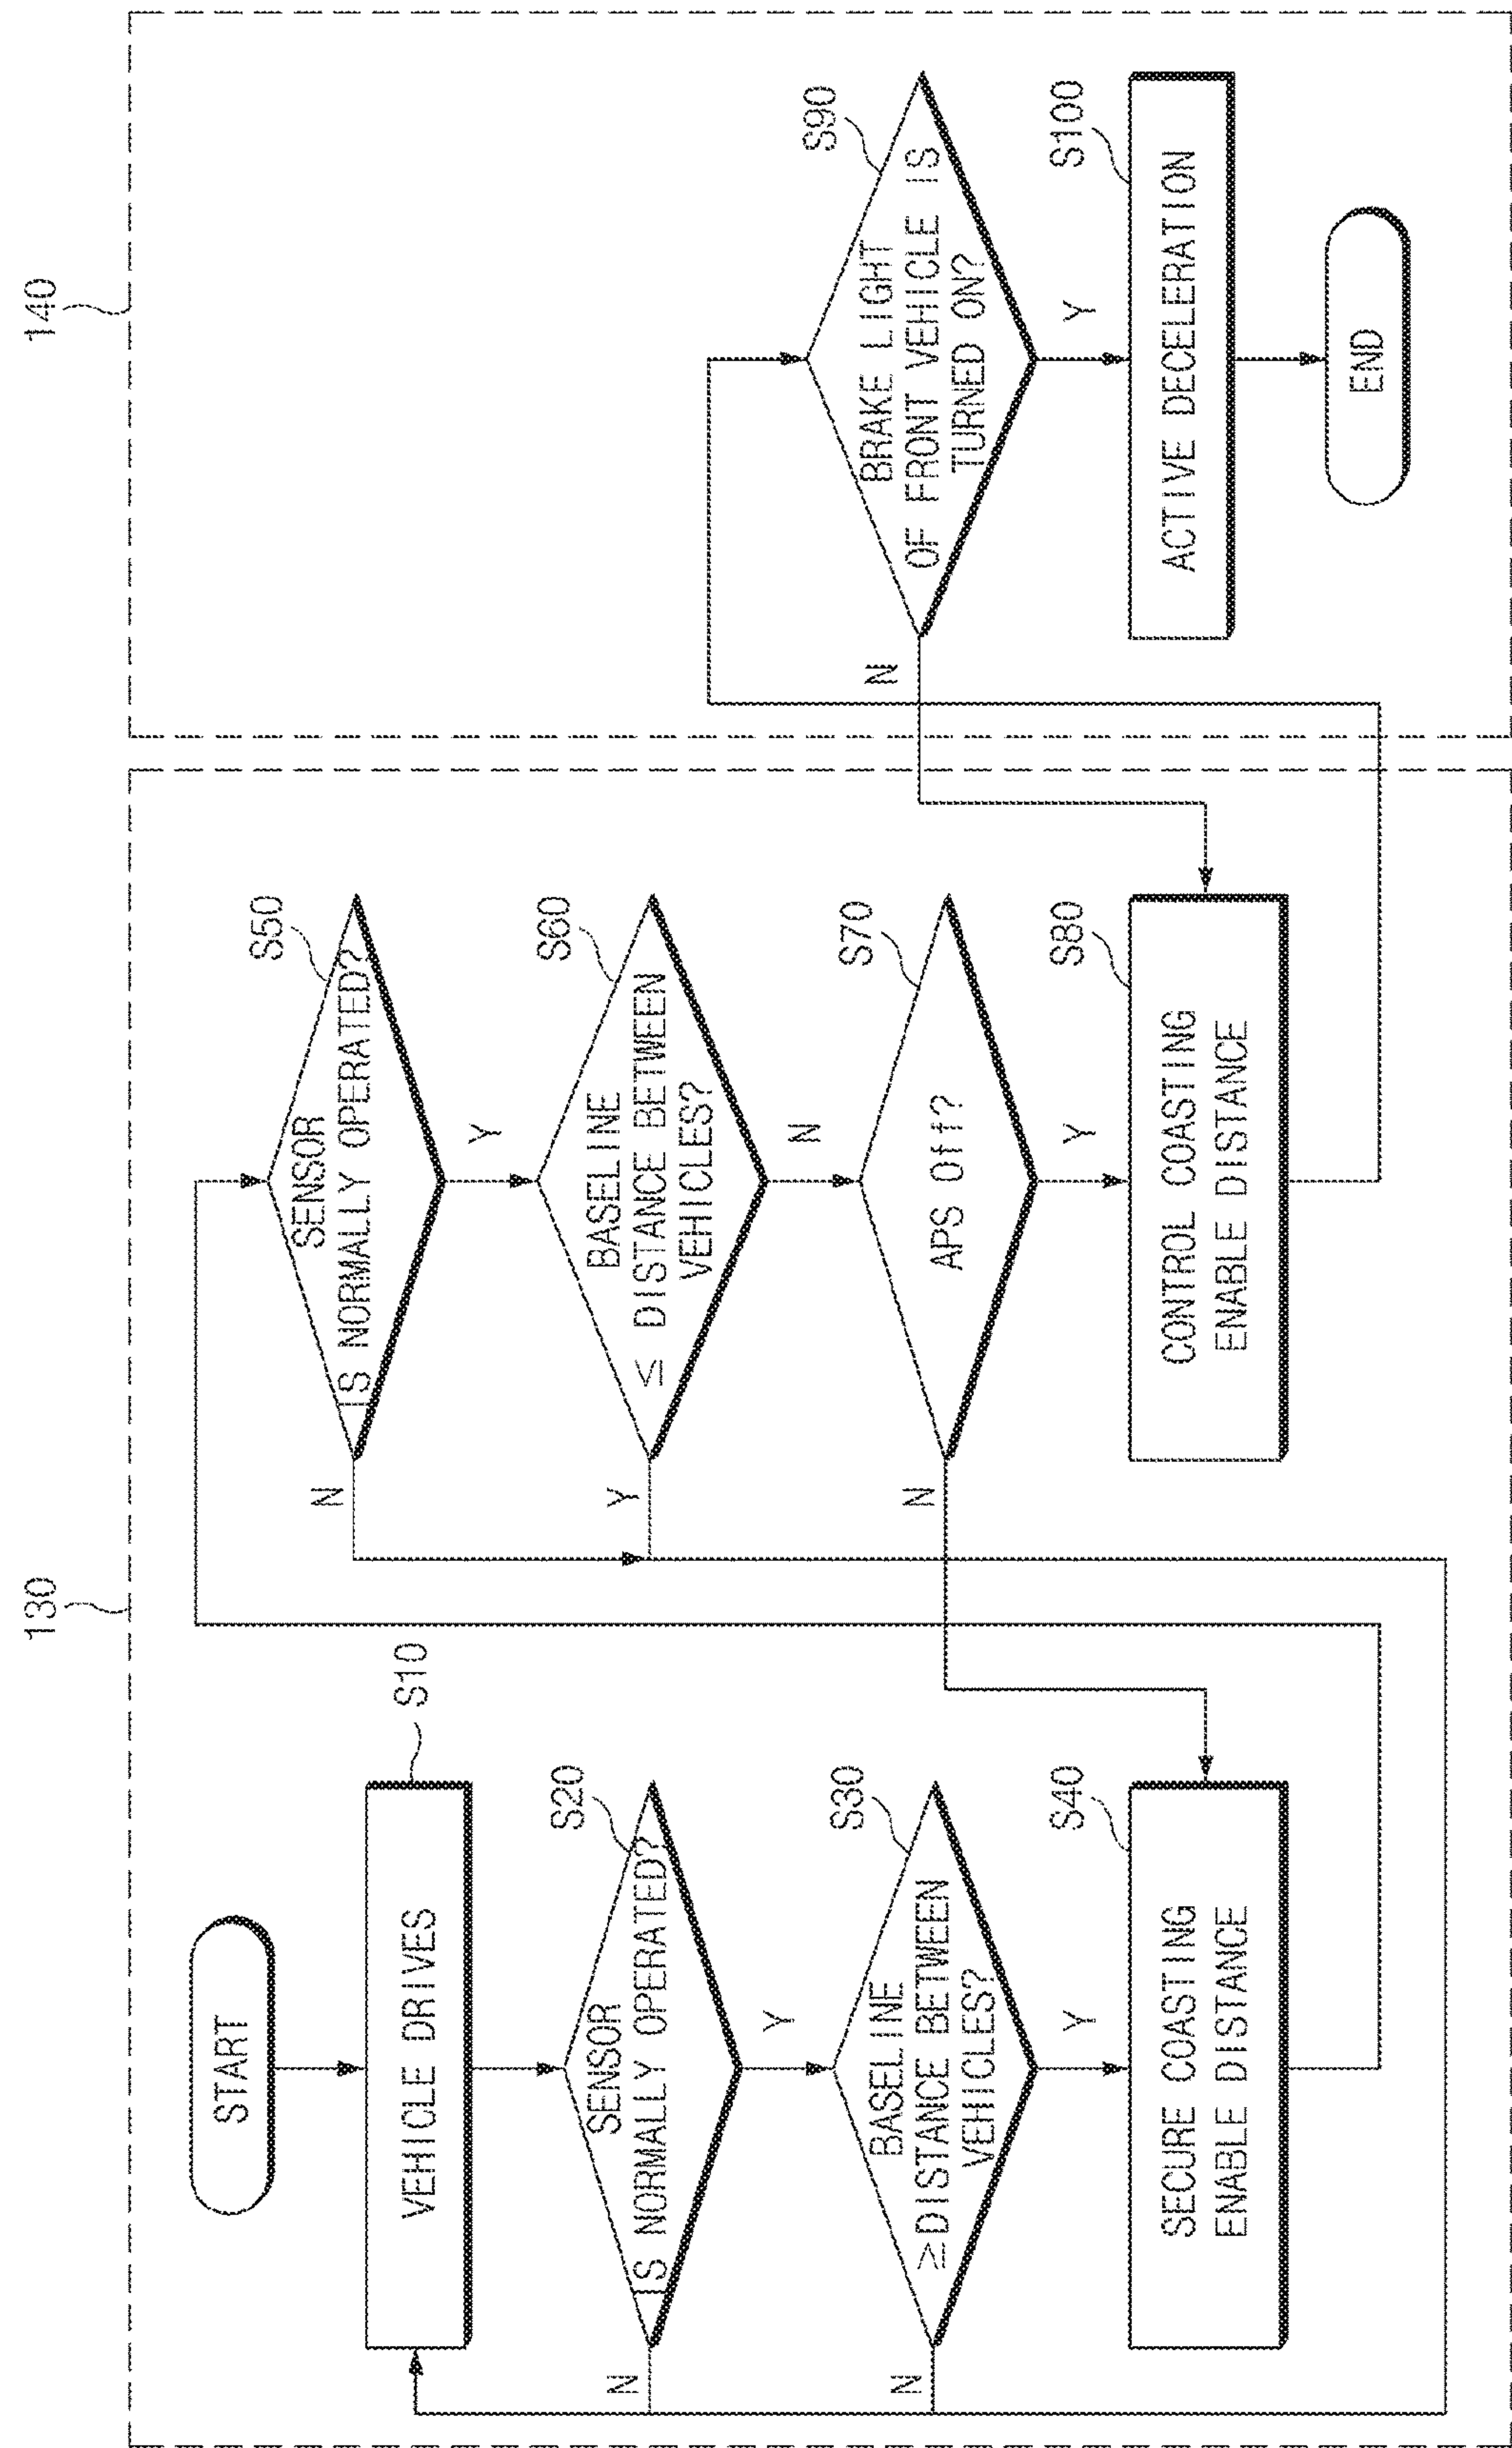 130
START
VEHICLE DRIVES
S10
SENSOR
IS NORMALLY OPERATED?
S20
N
Y
BASELINE
≥DISTANCE BETWEEN
VEHICLES?
S30
N
Y
SECURE COASTING
ENABLE DISTANCE
S40
SENSOR
IS NORMALLY OPERATED?
S50
N
Y
BASELINE
≤ DISTANCE BETWEEN
VEHICLES?
S60
Y
N
APS Off?
S70
N
Y
CONTROL COASTING
ENABLE DISTANCE
S80
140
BRAKE LIGHT
OF FRONT VEHICLE IS
TURNED ON?
S90
N
Y
ACTIVE DECELERATION
S100
END